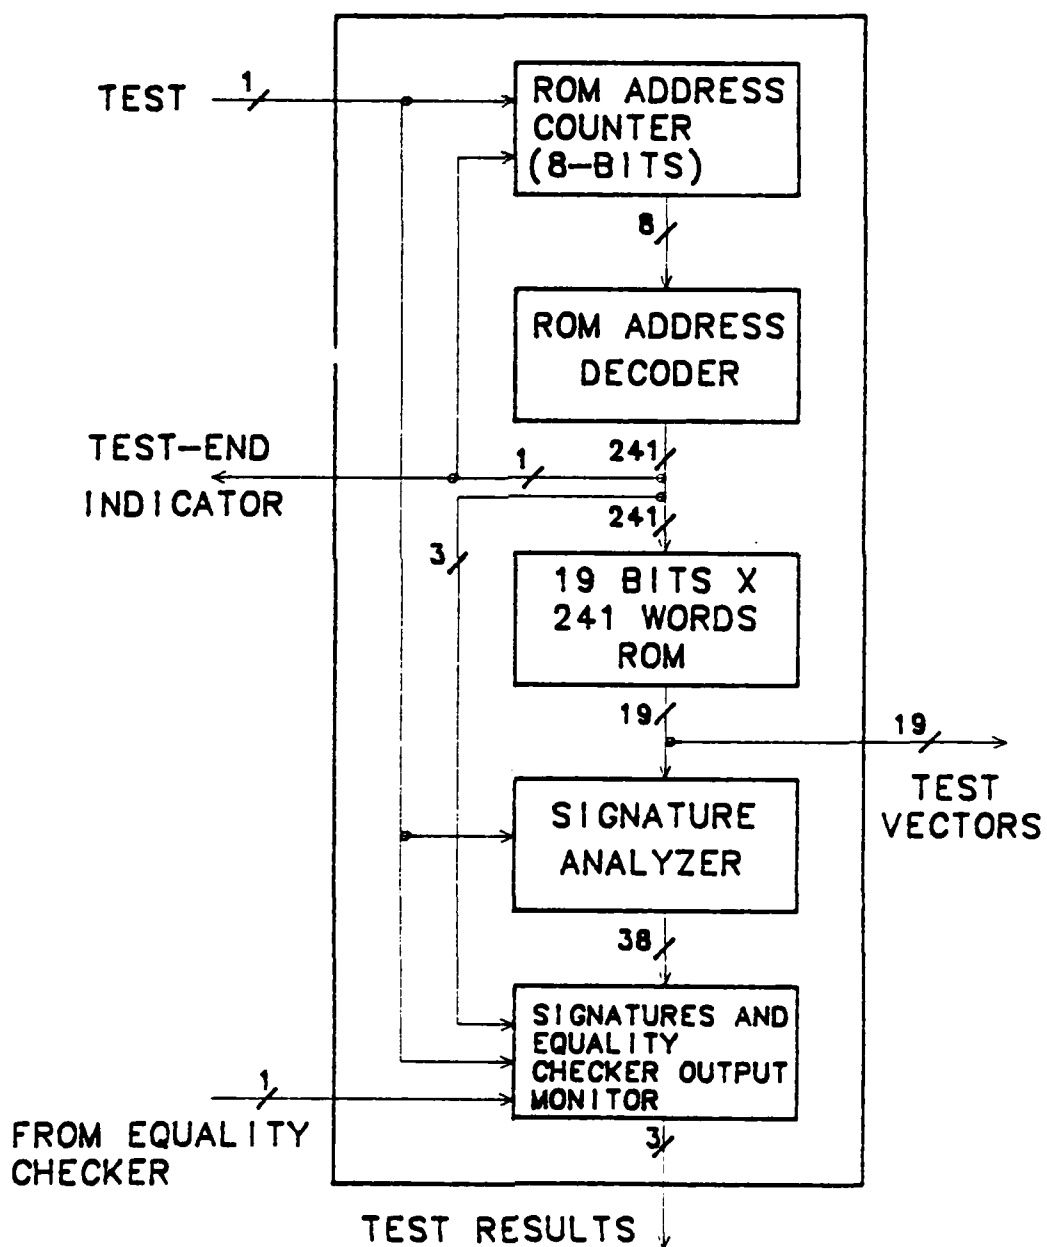 TEST
1
ROM ADDRESS
COUNTER
(8-BITS)
8
ROM ADDRESS
DECODER
TEST-END
INDICATOR
1
241
241
3
19 BITS X
241 WORDS
ROM
19
19
TEST
VECTORS
SIGNATURE
ANALYZER
38
SIGNATURES AND
EQUALITY
CHECKER OUTPUT
MONITOR
1
FROM EQUALITY
CHECKER
3
TEST RESULTS